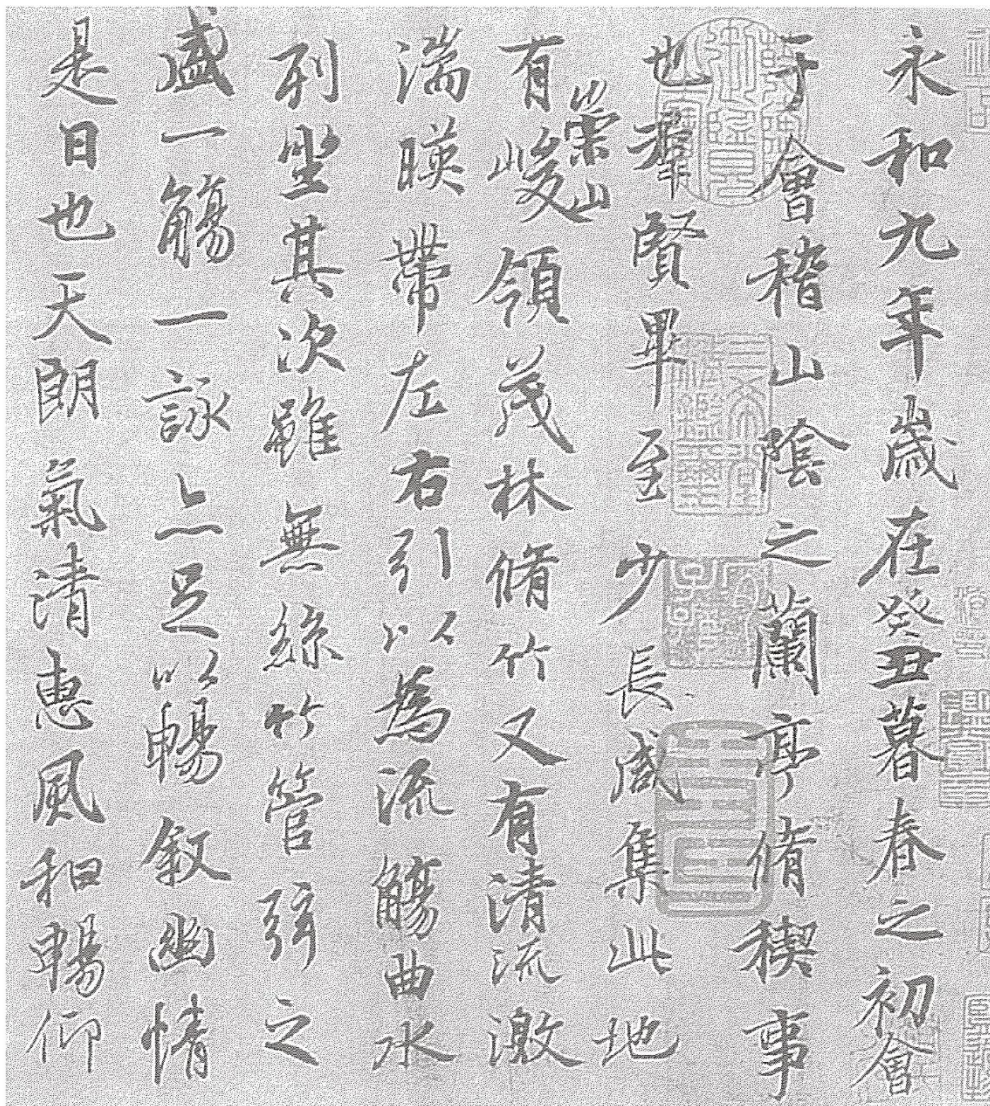 永和九年歲在癸丑暮春之初會
于會稽山陰之蘭亭脩稧事
也羣賢畢至少長咸集此地
有崇山峻領茂林脩竹又有清流激
湍暎帶左右引以為流觴曲水
列坐其次雖無絲竹管弦之
盛一觴一詠亦足以暢敘幽情
是日也天朗氣清惠風和暢仰